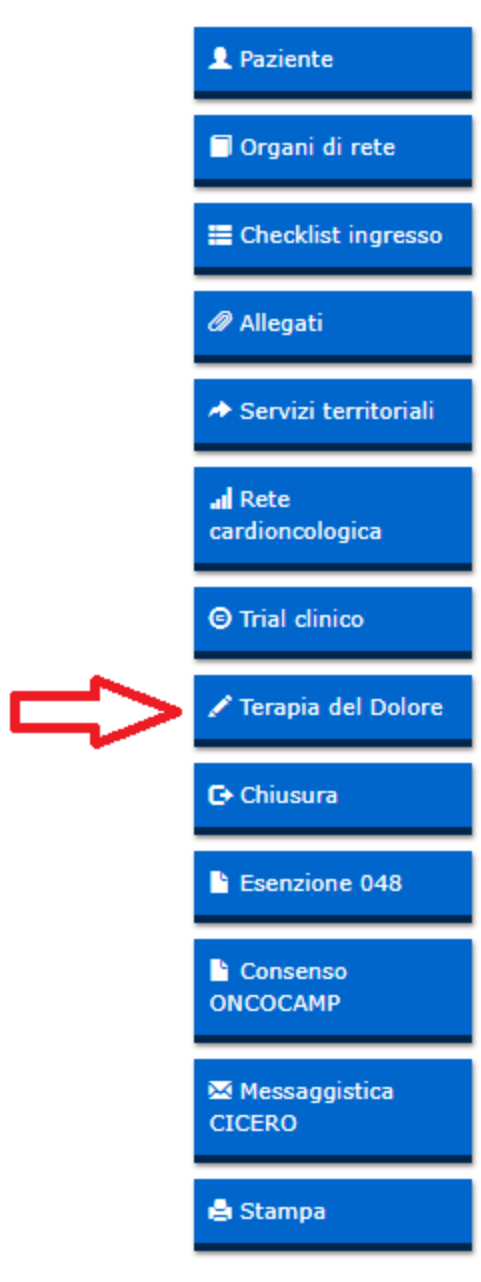 Paziente
Organi di rete
Checklist ingresso
Allegati
Servizi territoriali
Rete
cardioncologica
Trial clinico
Terapia del Dolore
Chiusura
Esenzione 048
Consenso
ONCOCAMP
Messaggistica
CICERO
Stampa